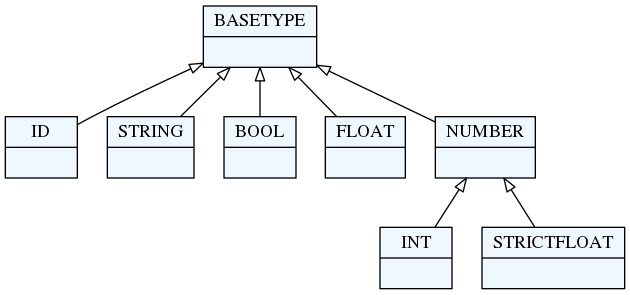 BASETYPE
ID
STRING
BOOL
FLOAT
NUMBER
INT
STRICTFLOAT